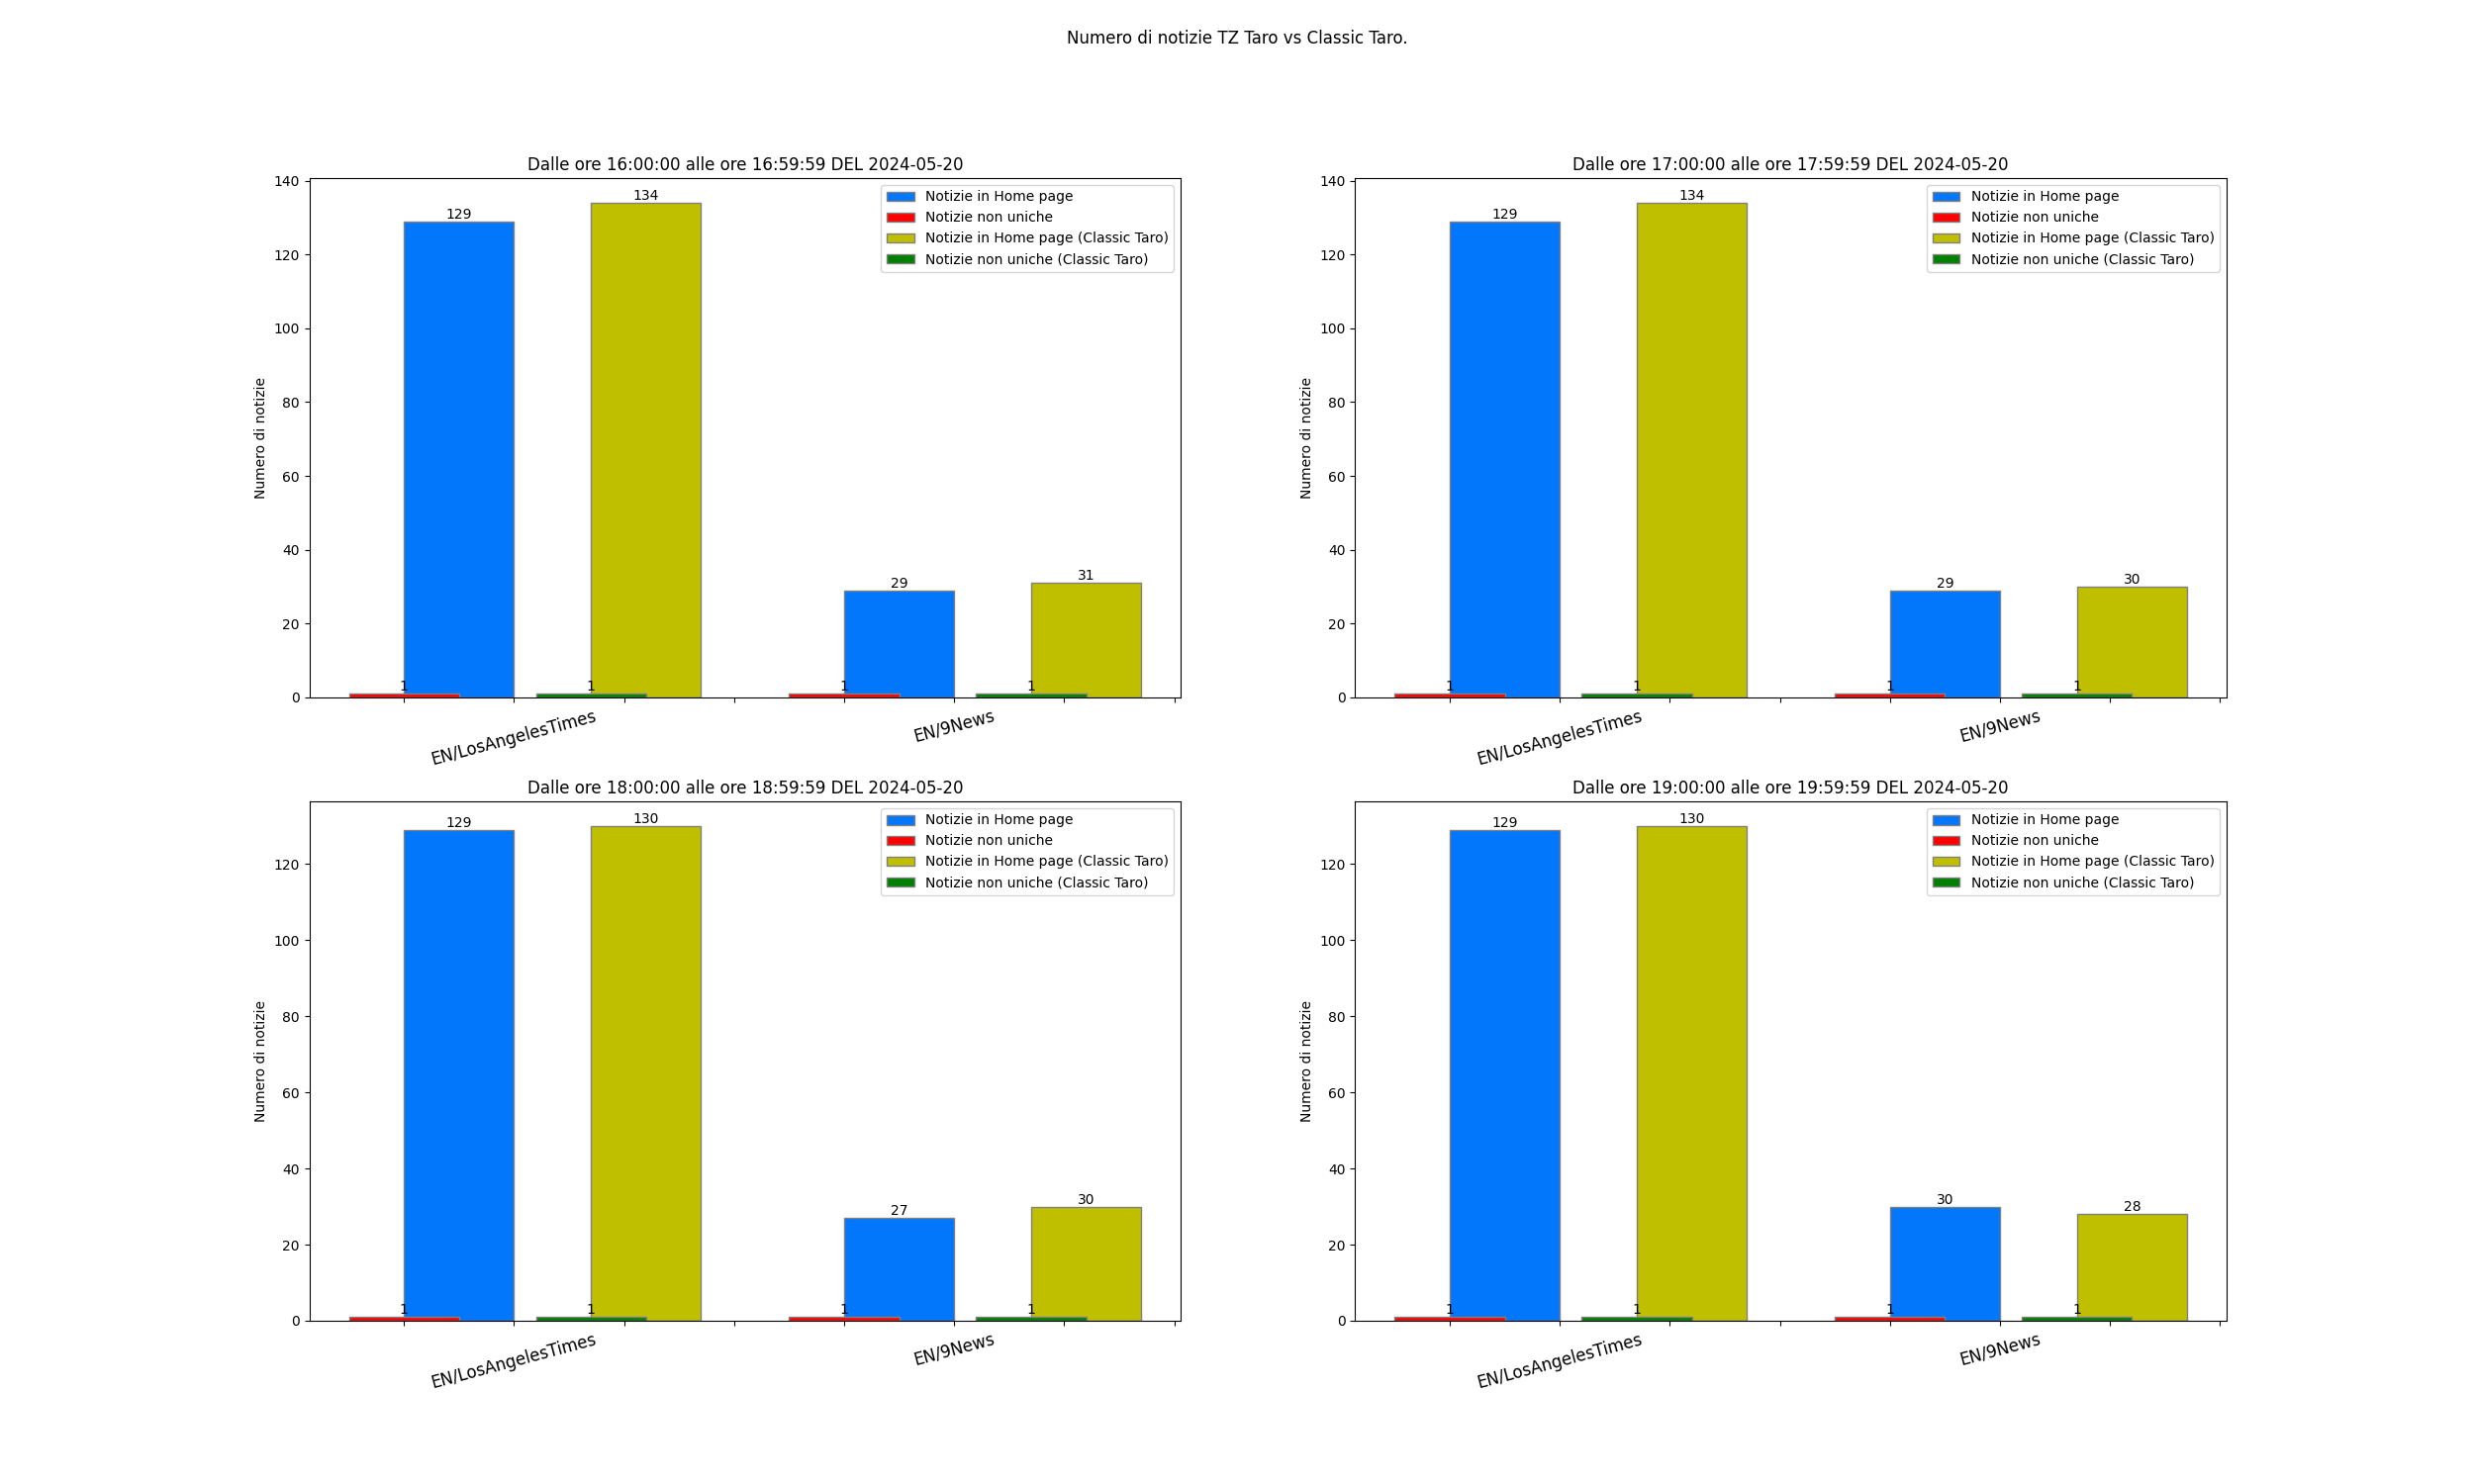 Numero di notizie TZ Taro vs Classic Taro.
Dalle ore 16:00:00 alle ore 16:59:59 DEL 2024-05-20
Numero di notizie
140
120
100
80
60
40
20
0
129
134
29
31
1
1
1
1
Notizie in Home page
Notizie non uniche
Notizie in Home page (Classic Taro)
Notizie non uniche (Classic Taro)
EN/LosAngelesTimes
EN/9News
Dalle ore 17:00:00 alle ore 17:59:59 DEL 2024-05-20
Numero di notizie
140
120
100
80
60
40
20
0
129
134
29
30
1
1
1
1
Notizie in Home page
Notizie non uniche
Notizie in Home page (Classic Taro)
Notizie non uniche (Classic Taro)
EN/LosAngelesTimes
EN/9News
Dalle ore 18:00:00 alle ore 18:59:59 DEL 2024-05-20
Numero di notizie
120
100
80
60
40
20
0
129
130
27
30
1
1
1
1
Notizie in Home page
Notizie non uniche
Notizie in Home page (Classic Taro)
Notizie non uniche (Classic Taro)
EN/LosAngelesTimes
EN/9News
Dalle ore 19:00:00 alle ore 19:59:59 DEL 2024-05-20
Numero di notizie
120
100
80
60
40
20
0
129
130
30
28
1
1
1
1
Notizie in Home page
Notizie non uniche
Notizie in Home page (Classic Taro)
Notizie non uniche (Classic Taro)
EN/LosAngelesTimes
EN/9News